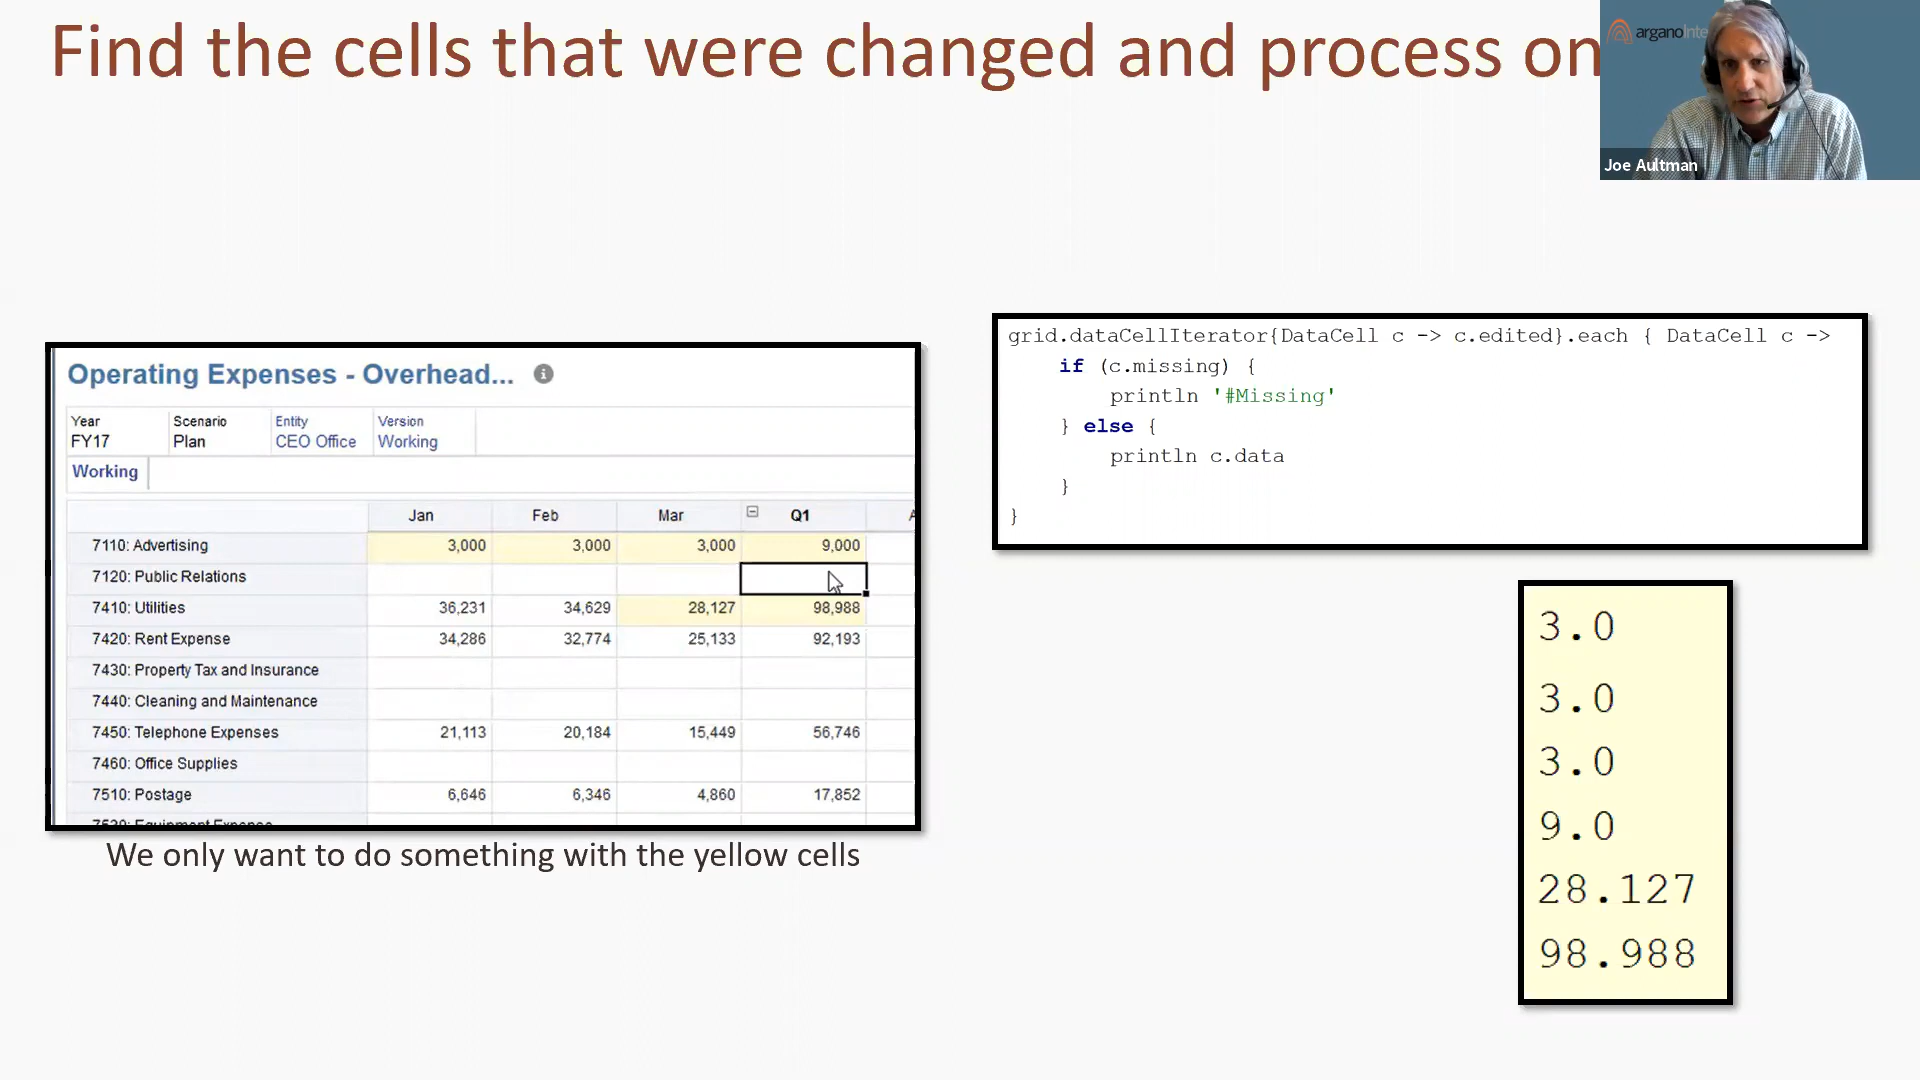 Find the cells that were changed and process on
arganoInte
Joe Aultman
Operating Expenses - Overhead...
Year Scenario Entity Version
FY17 Plan CEO Office Working
Working
Jan Feb Mar Q1
7110: Advertising 3,000 3,000 3,000 9,000
7120: Public Relations
7410: Utilities 36,231 34,629 28,127 98,988
7420: Rent Expense 34,286 32,774 25,133 92,193
7430: Property Tax and Insurance
7440: Cleaning and Maintenance
7450: Telephone Expenses 21,113 20,184 15,449 56,746
7460: Office Supplies
7510: Postage 6,646 6,346 4,860 17,852
We only want to do something with the yellow cells
grid.dataCellIterator{DataCell c -> c.edited}.each { DataCell c ->
if (c.missing) {
println '#Missing'
} else {
println c.data
}
}
3.0
3.0
3.0
9.0
28.127
98.988